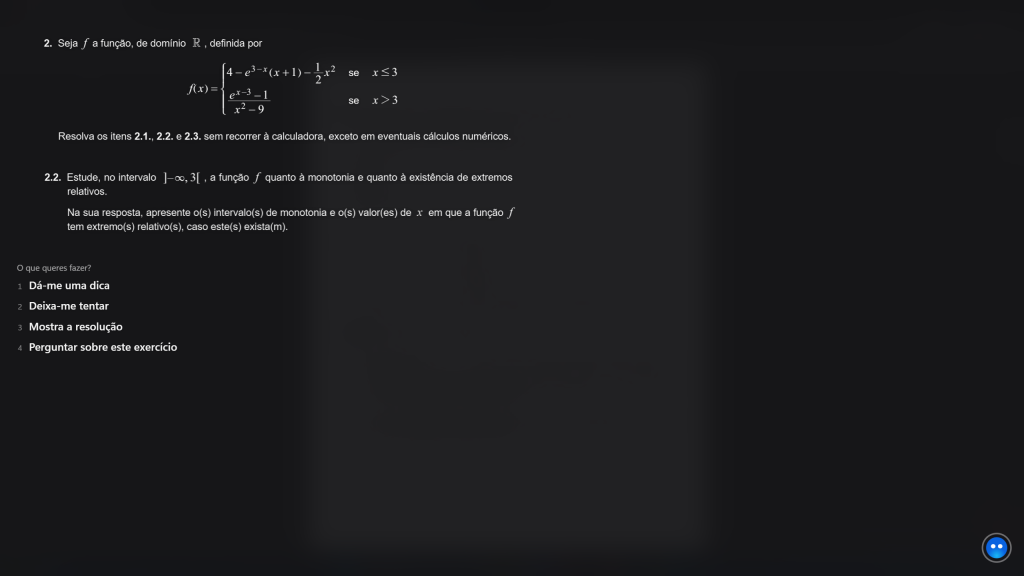 2. Seja f a função, de domínio ℝ , definida por
f(x) = { 4 − e^{3−x}(x+1) − \frac{1}{2}x² se x ≤ 3
\frac{e^{x−3} − 1}{x² − 9} se x > 3
Resolva os itens 2.1., 2.2. e 2.3. sem recorrer à calculadora, exceto em eventuais cálculos numéricos.
2.2. Estude, no intervalo ]−∞, 3[ , a função f quanto à monotonia e quanto à existência de extremos
relativos.
Na sua resposta, apresente o(s) intervalo(s) de monotonia e o(s) valor(es) de x em que a função f
tem extremo(s) relativo(s), caso este(s) exista(m).
O que queres fazer?
1 Dá-me uma dica
2 Deixa-me tentar
3 Mostra a resolução
4 Perguntar sobre este exercício